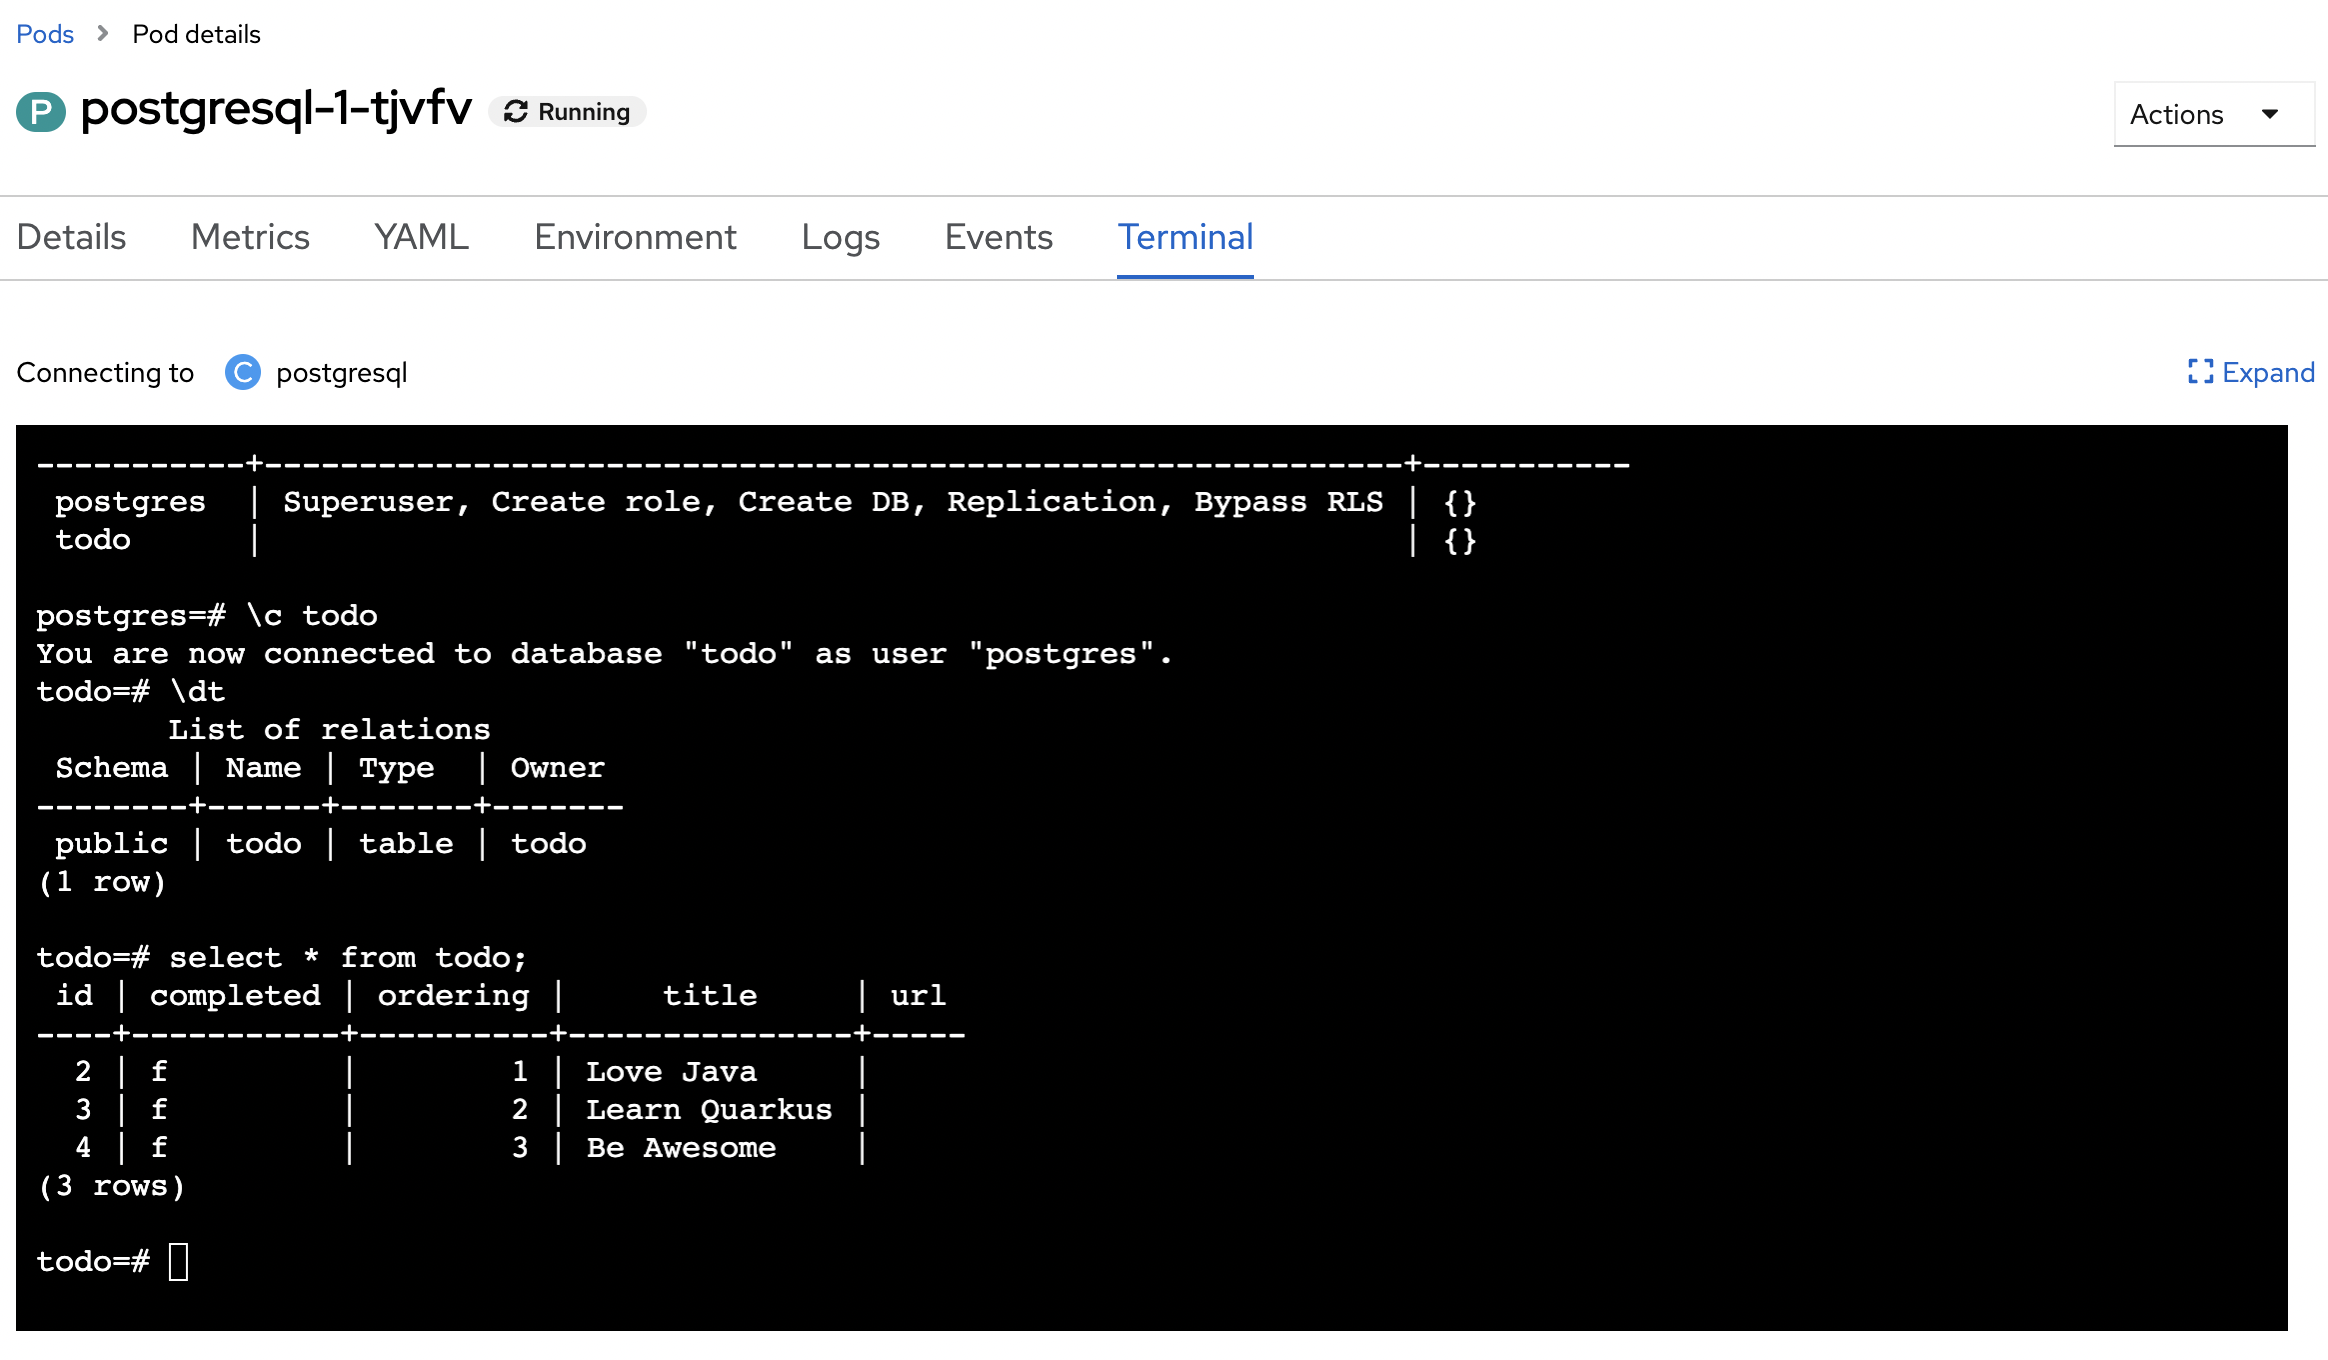 Pods > Pod details
P postgresql-1-tjvfv Running
Actions
Details Metrics YAML Environment Logs Events Terminal
Connecting to C postgresql
Expand
-----------+------------------------------------------------------------+-----------
 postgres  | Superuser, Create role, Create DB, Replication, Bypass RLS | {}
 todo      |                                                            | {}
postgres=# \c todo
You are now connected to database "todo" as user "postgres".
todo=# \dt
       List of relations
 Schema | Name | Type  | Owner
--------+------+-------+-------
 public | todo | table | todo
(1 row)
todo=# select * from todo;
 id | completed | ordering |     title     | url
----+-----------+----------+---------------+-----
  2 | f         |        1 | Love Java     |
  3 | f         |        2 | Learn Quarkus |
  4 | f         |        3 | Be Awesome    |
(3 rows)
todo=#